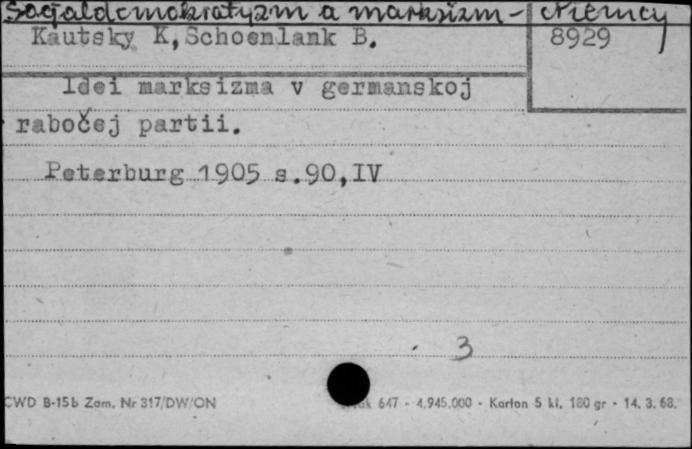 Socjaldemokratyzm a marksizm - Niemcy
Kautsky K, Schoenlank B. 8929
Idei marksizma v germanskoj
rabočej partii.
Peterburg 1905 s.90,IV
3
CWD B-15b Zam. Nr 317/DW/ON 647 - 4.945.000 - Karton 5 kl. 180 gr - 14. 3. 68.